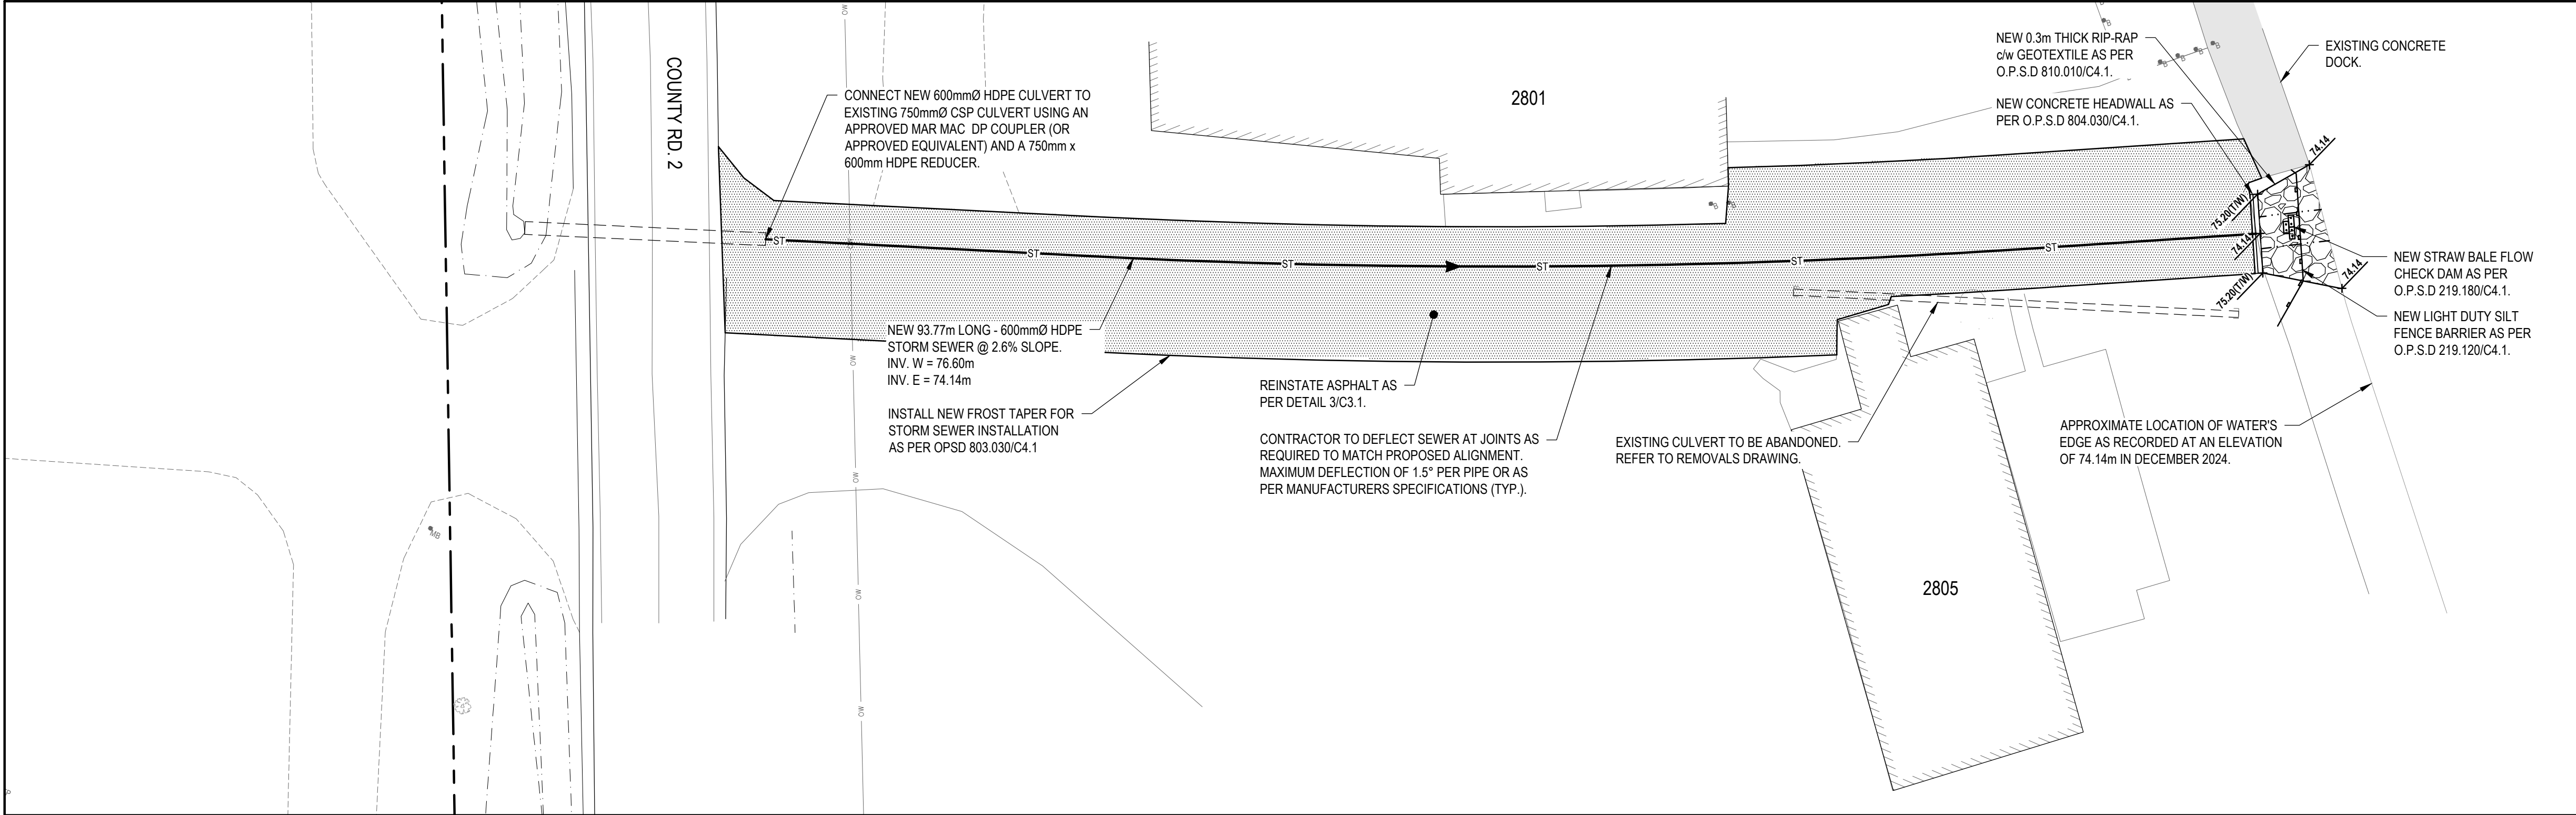 COUNTY RD. 2
CONNECT NEW 600mmØ HDPE CULVERT TO
EXISTING 750mmØ CSP CULVERT USING AN
APPROVED MAR MAC DP COUPLER (OR
APPROVED EQUIVALENT) AND A 750mm x
600mm HDPE REDUCER.
2801
NEW 0.3m THICK RIP-RAP
c/w GEOTEXTILE AS PER
O.P.S.D 810.010/C4.1.
NEW CONCRETE HEADWALL AS
PER O.P.S.D 804.030/C4.1.
EXISTING CONCRETE
DOCK.
74.14
75.20(T/W)
74.14
75.20(T/W)
74.14
NEW STRAW BALE FLOW
CHECK DAM AS PER
O.P.S.D 219.180/C4.1.
NEW LIGHT DUTY SILT
FENCE BARRIER AS PER
O.P.S.D 219.120/C4.1.
ST
ST
ST
ST
ST
ST
NEW 93.77m LONG - 600mmØ HDPE
STORM SEWER @ 2.6% SLOPE.
INV. W = 76.60m
INV. E = 74.14m
INSTALL NEW FROST TAPER FOR
STORM SEWER INSTALLATION
AS PER OPSD 803.030/C4.1
REINSTATE ASPHALT AS
PER DETAIL 3/C3.1.
CONTRACTOR TO DEFLECT SEWER AT JOINTS AS
REQUIRED TO MATCH PROPOSED ALIGNMENT.
MAXIMUM DEFLECTION OF 1.5° PER PIPE OR AS
PER MANUFACTURERS SPECIFICATIONS (TYP.).
EXISTING CULVERT TO BE ABANDONED.
REFER TO REMOVALS DRAWING.
APPROXIMATE LOCATION OF WATER'S
EDGE AS RECORDED AT AN ELEVATION
OF 74.14m IN DECEMBER 2024.
2805
MB
OW
OW
OW
OW
OW
B
B
B
B
B
B
B